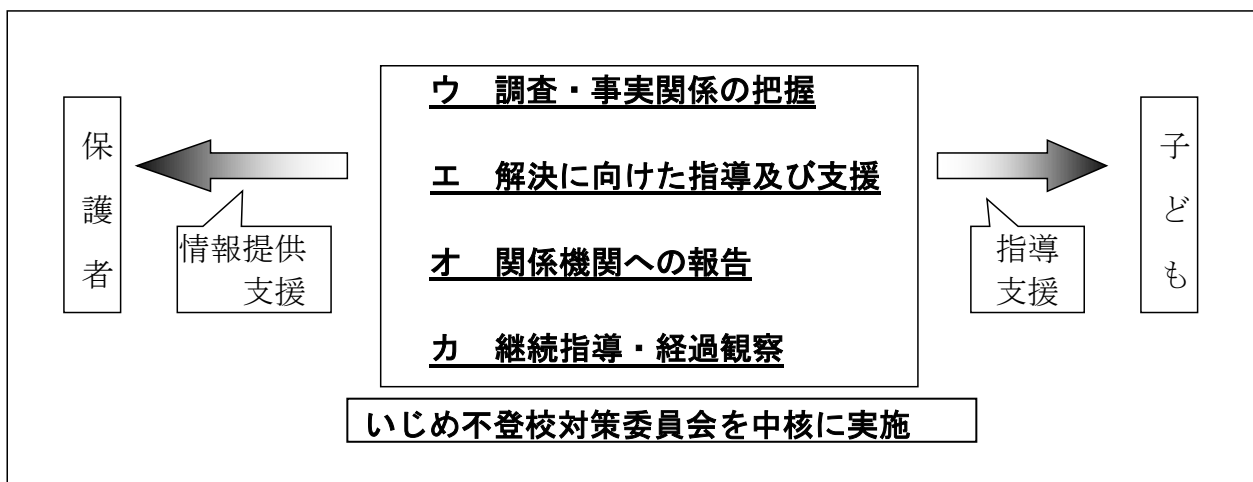 ウ 調査・事実関係の把握
エ 解決に向けた指導及び支援
オ 関係機関への報告
カ 継続指導・経過観察
いじめ不登校対策委員会を中核に実施
保護者
情報提供
支援
指導
支援
子ども